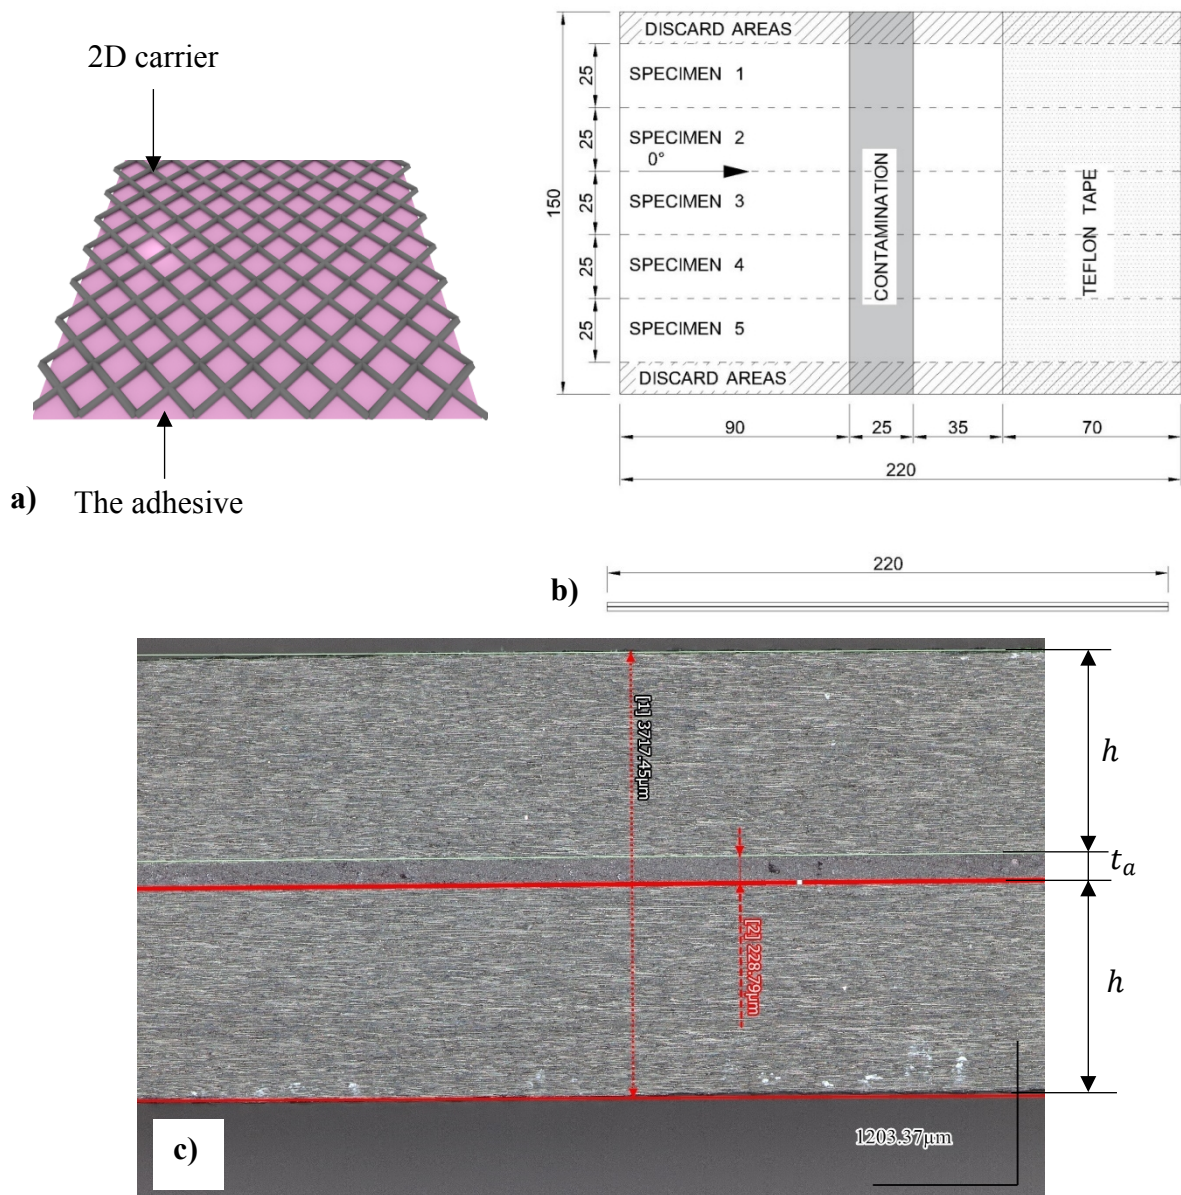 2D carrier
The adhesive
a)
DISCARD AREAS
SPECIMEN 1
SPECIMEN 2
0°
SPECIMEN 3
SPECIMEN 4
SPECIMEN 5
DISCARD AREAS
CONTAMINATION
TEFLON TAPE
150
25
25
25
25
25
90
25
35
70
220
220
b)
[1] 3717.45µm
[2] 228.79µm
h
tₐ
h
1203.37µm
c)